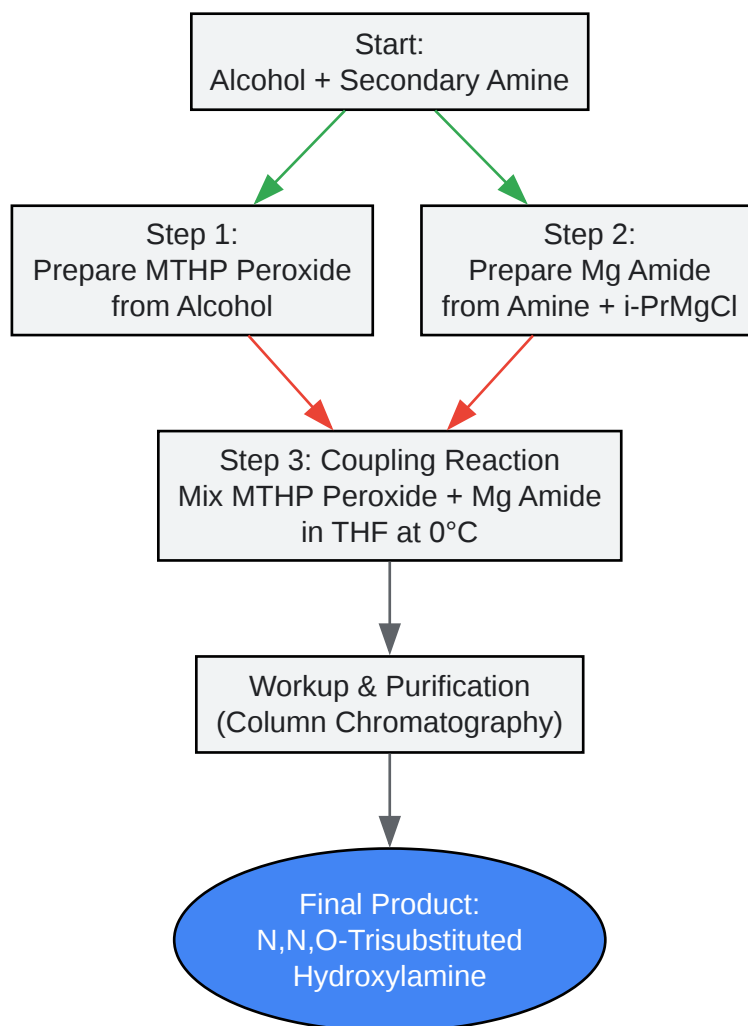 Start:
Alcohol + Secondary Amine
Step 1:
Prepare MTHP Peroxide
from Alcohol
Step 2:
Prepare Mg Amide
from Amine + i-PrMgCl
Step 3: Coupling Reaction
Mix MTHP Peroxide + Mg Amide
in THF at 0°C
Workup & Purification
(Column Chromatography)
Final Product:
N,N,O-Trisubstituted
Hydroxylamine